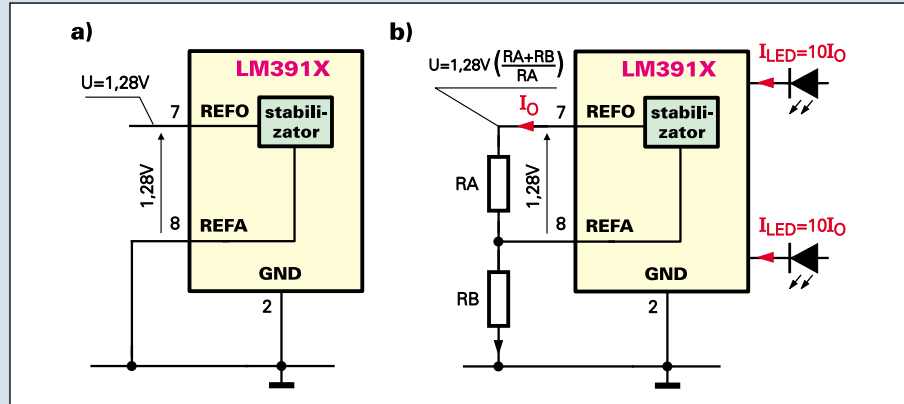 a)
LM391X
U=1,28V
7
REFO
stabili-
zator
1,28V
8
REFA
GND
2
b)
U=1,28V(RA+RB/RA)
LM391X
ILED=10IO
IO
7
REFO
stabili-
zator
RA
1,28V
8
REFA
ILED=10IO
GND
RB
2